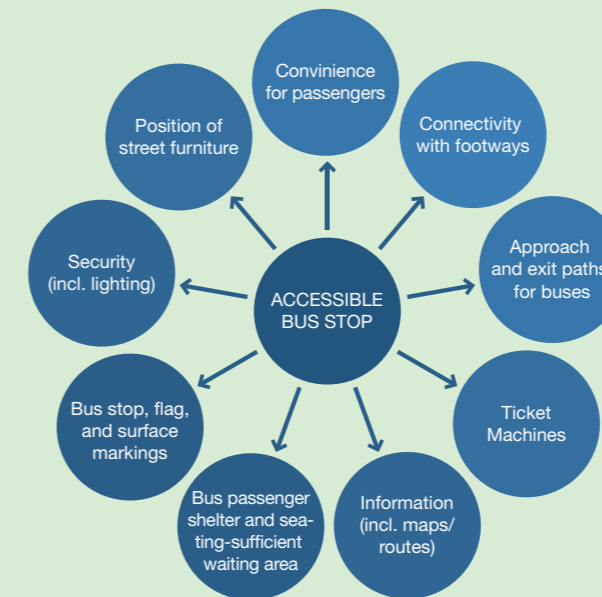 Convinience
for passengers
Connectivity
with footways
Approach
and exit paths
for buses
Ticket
Machines
Information
(incl. maps/
routes)
Bus passenger
shelter and sea-
ting-sufficient
waiting area
Bus stop, flag,
and surface
markings
Security
(incl. lighting)
Position of
street furniture
ACCESSIBLE
BUS STOP